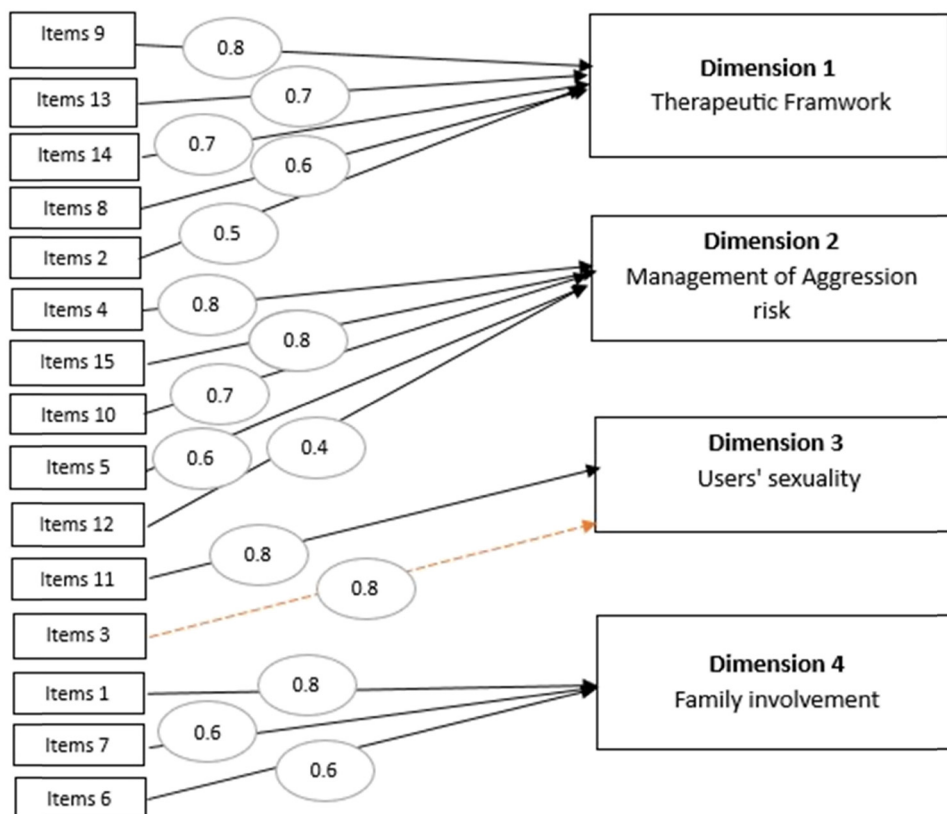 Items 9
0.8
Items 13
0.7
Items 14
0.7
Items 8
0.6
Items 2
0.5
Items 4
0.8
Items 15
0.8
Items 10
0.7
Items 5
0.6
Items 12
0.4
Items 11
0.8
Items 3
0.8
Items 1
0.8
Items 7
0.6
Items 6
0.6
Dimension 1
Therapeutic Framwork
Dimension 2
Management of Aggression
risk
Dimension 3
Users' sexuality
Dimension 4
Family involvement